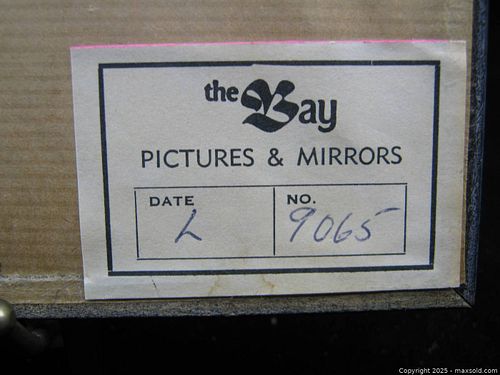 the Bay
PICTURES & MIRRORS
DATE NO.
L 9065
Copyright 2025 - maxsold.com